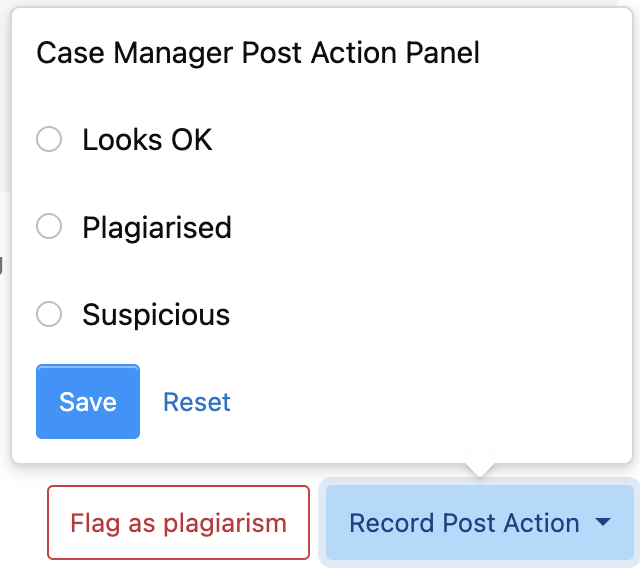 Case Manager Post Action Panel
Looks OK
Plagiarised
Suspicious
Save Reset
Flag as plagiarism Record Post Action